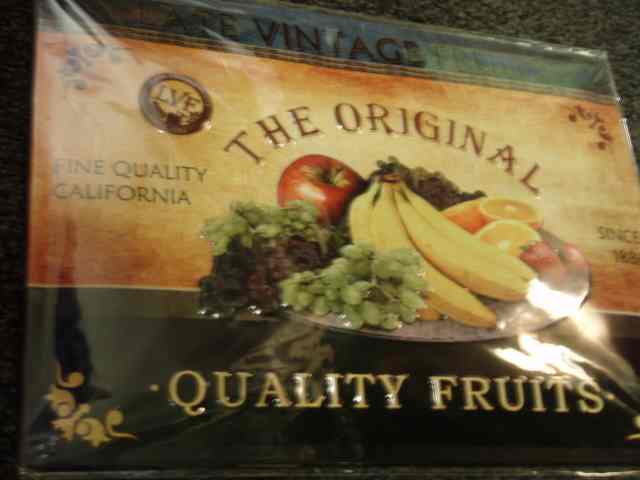 VINTAGE
LVF
THE ORIGINAL
FINE QUALITY
CALIFORNIA
SINCE
• QUALITY FRUITS •